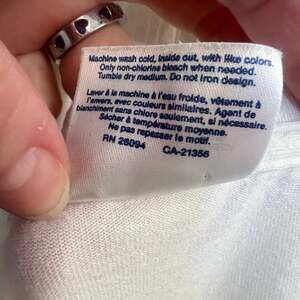 Machine wash cold, inside out, with like colors.
Only non-chlorine bleach when needed.
Tumble dry medium. Do not iron design.
Laver à la machine à l'eau froide, vêtement à
l'envers, avec couleurs similaires. Agent de
blanchiment sans chlore seulement, si nécessaire.
Sécher à température moyenne.
Ne pas repasser le motif.
RN 26094 CA-21356